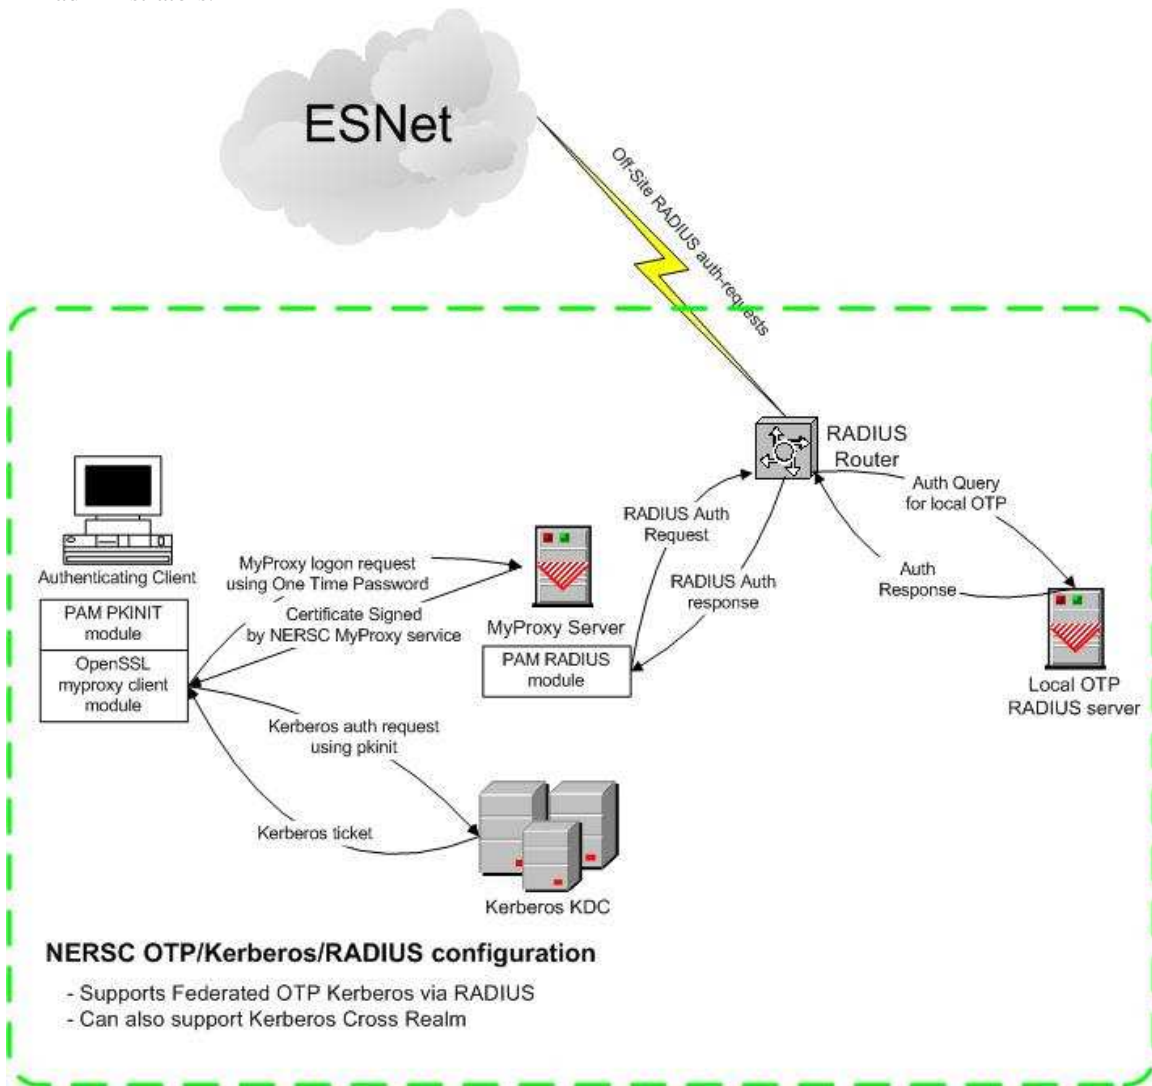 ESNet
Off-Site RADIUS auth-requests
RADIUS
Router
Auth Query
for local OTP
RADIUS Auth
Request
MyProxy logon request
using One Time Password
Authenticating Client
RADIUS Auth
response
Auth
Response
PAM PKINIT
module
Certificate Signed
by NERSC MyProxy service
MyProxy Server
OpenSSL
myproxy client
module
PAM RADIUS
module
Local OTP
RADIUS server
Kerberos auth request
using pkinit
Kerberos ticket
Kerberos KDC
NERSC OTP/Kerberos/RADIUS configuration
- Supports Federated OTP Kerberos via RADIUS
- Can also support Kerberos Cross Realm